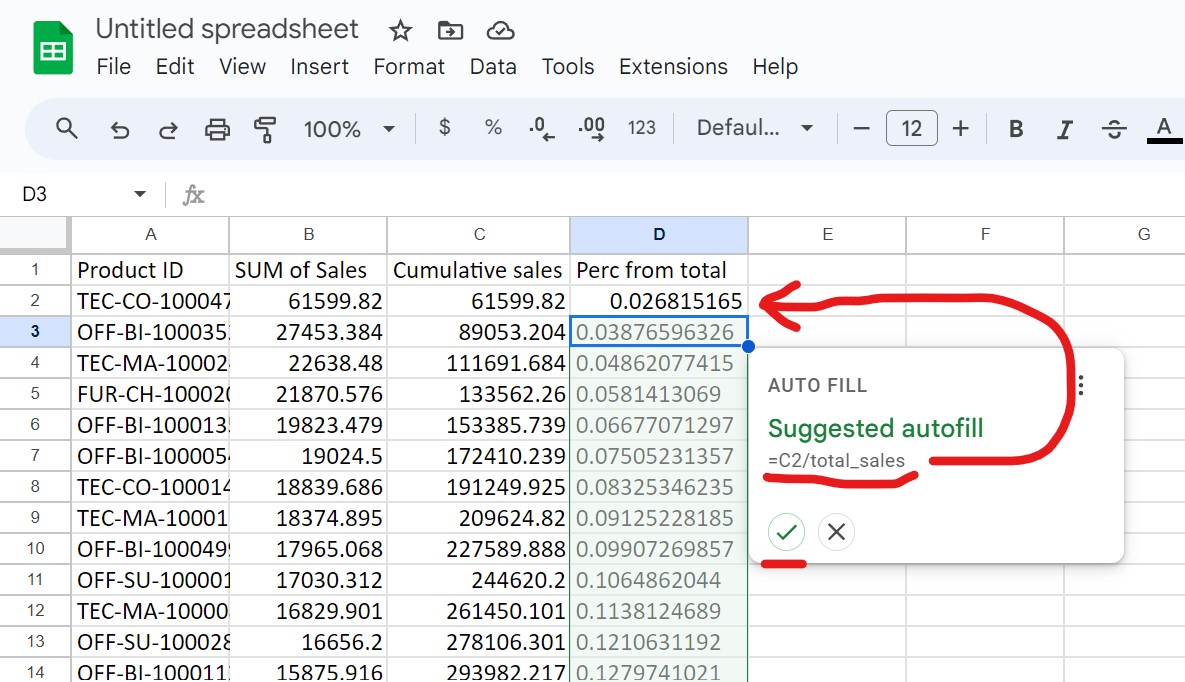 Untitled spreadsheet
File Edit View Insert Format Data Tools Extensions Help
100% $ % .0 .00 123 Defaul... 12 B I S A
D3 fx
A B C D E F G
1 Product ID SUM of Sales Cumulative sales Perc from total
2 TEC-CO-100047 61599.82 61599.82 0.026815165
3 OFF-BI-100035 27453.384 89053.204 0.03876596326
4 TEC-MA-10002 22638.48 111691.684 0.04862077415
AUTO FILL
5 FUR-CH-10002 21870.576 133562.26 0.0581413069
Suggested autofill
6 OFF-BI-100013 19823.479 153385.739 0.06677071297
=C2/total_sales
7 OFF-BI-100005 19024.5 172410.239 0.07505231357
8 TEC-CO-100014 18839.686 191249.925 0.08325346235
9 TEC-MA-10001 18374.895 209624.82 0.09125228185
10 OFF-BI-100049 17965.068 227589.888 0.09907269857
11 OFF-SU-100001 17030.312 244620.2 0.1064862044
12 TEC-MA-10000 16829.901 261450.101 0.1138124689
13 OFF-SU-100028 16656.2 278106.301 0.1210631192
14 OFF-BI-100011 15875.916 293982.217 0.1279741021